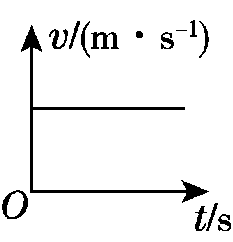 v/(m · s⁻¹)
O
t/s